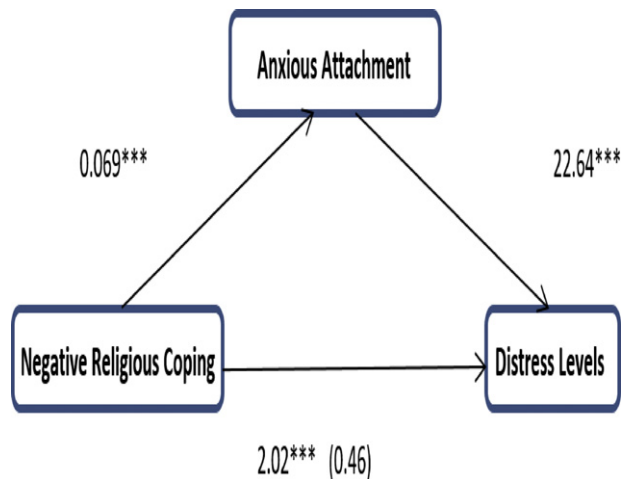 Anxious Attachment
0.069***
22.64***
Negative Religious Coping
Distress Levels
2.02*** (0.46)